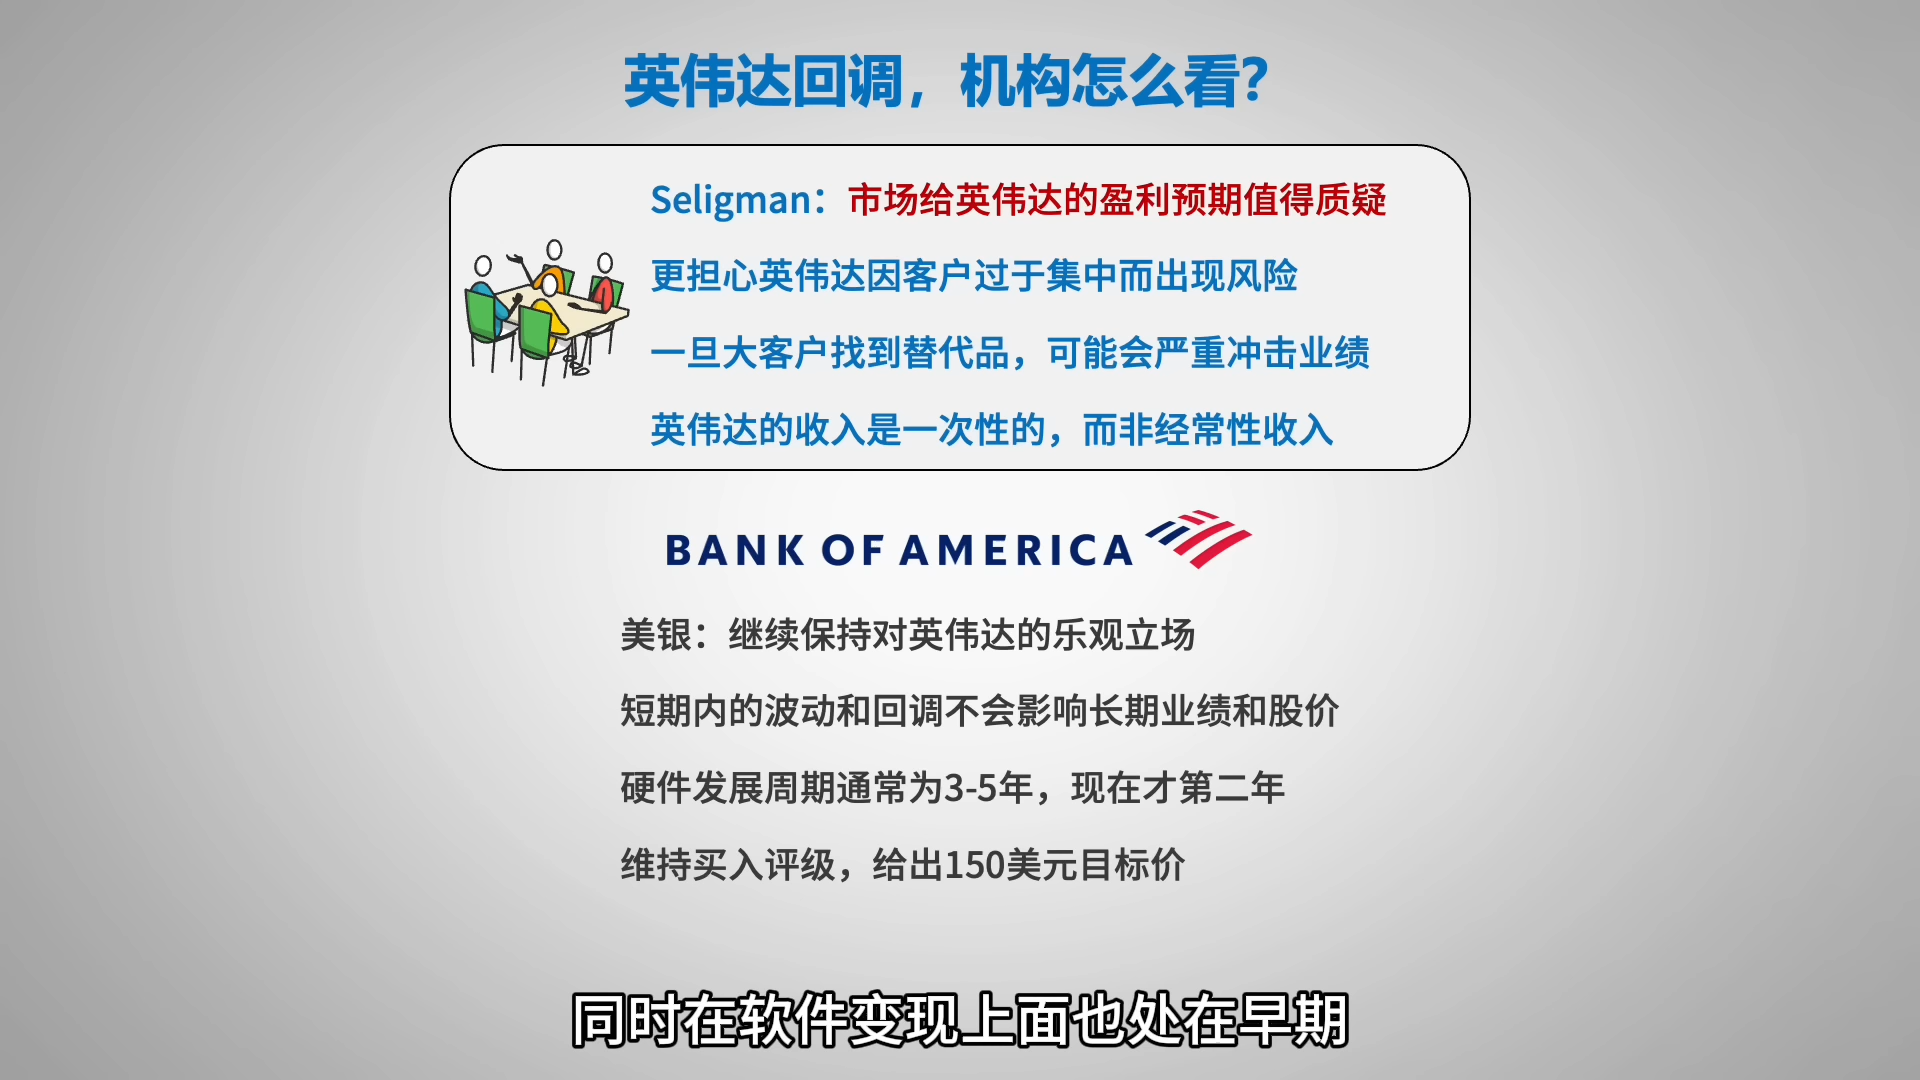 英伟达回调，机构怎么看？
Seligman：市场给英伟达的盈利预期值得质疑
更担心英伟达因客户过于集中而出现风险
一旦大客户找到替代品，可能会严重冲击业绩
英伟达的收入是一次性的，而非经常性收入
BANK OF AMERICA
美银：继续保持对英伟达的乐观立场
短期内的波动和回调不会影响长期业绩和股价
硬件发展周期通常为3-5年，现在才第二年
维持买入评级，给出150美元目标价
同时在软件变现上面也处在早期